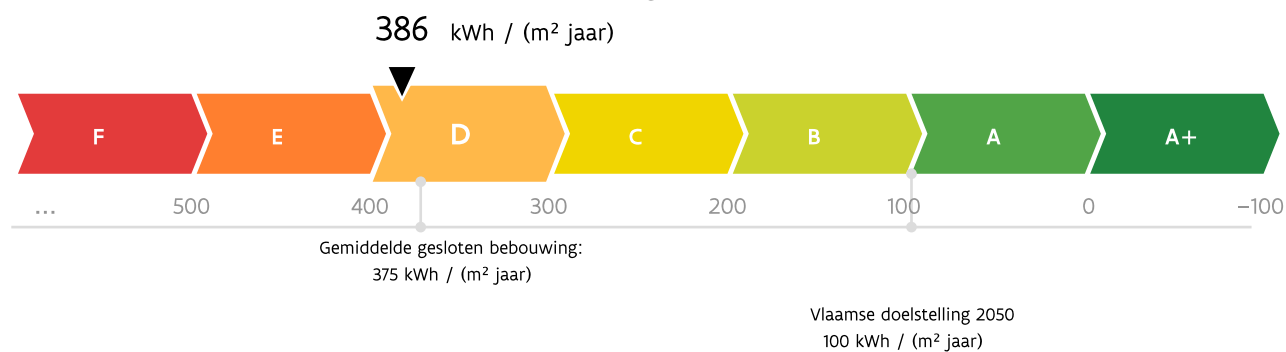 386 kWh / (m² jaar)
F E D C B A A+
... 500 400 300 200 100 0 −100
Gemiddelde gesloten bebouwing:
375 kWh / (m² jaar)
Vlaamse doelstelling 2050
100 kWh / (m² jaar)